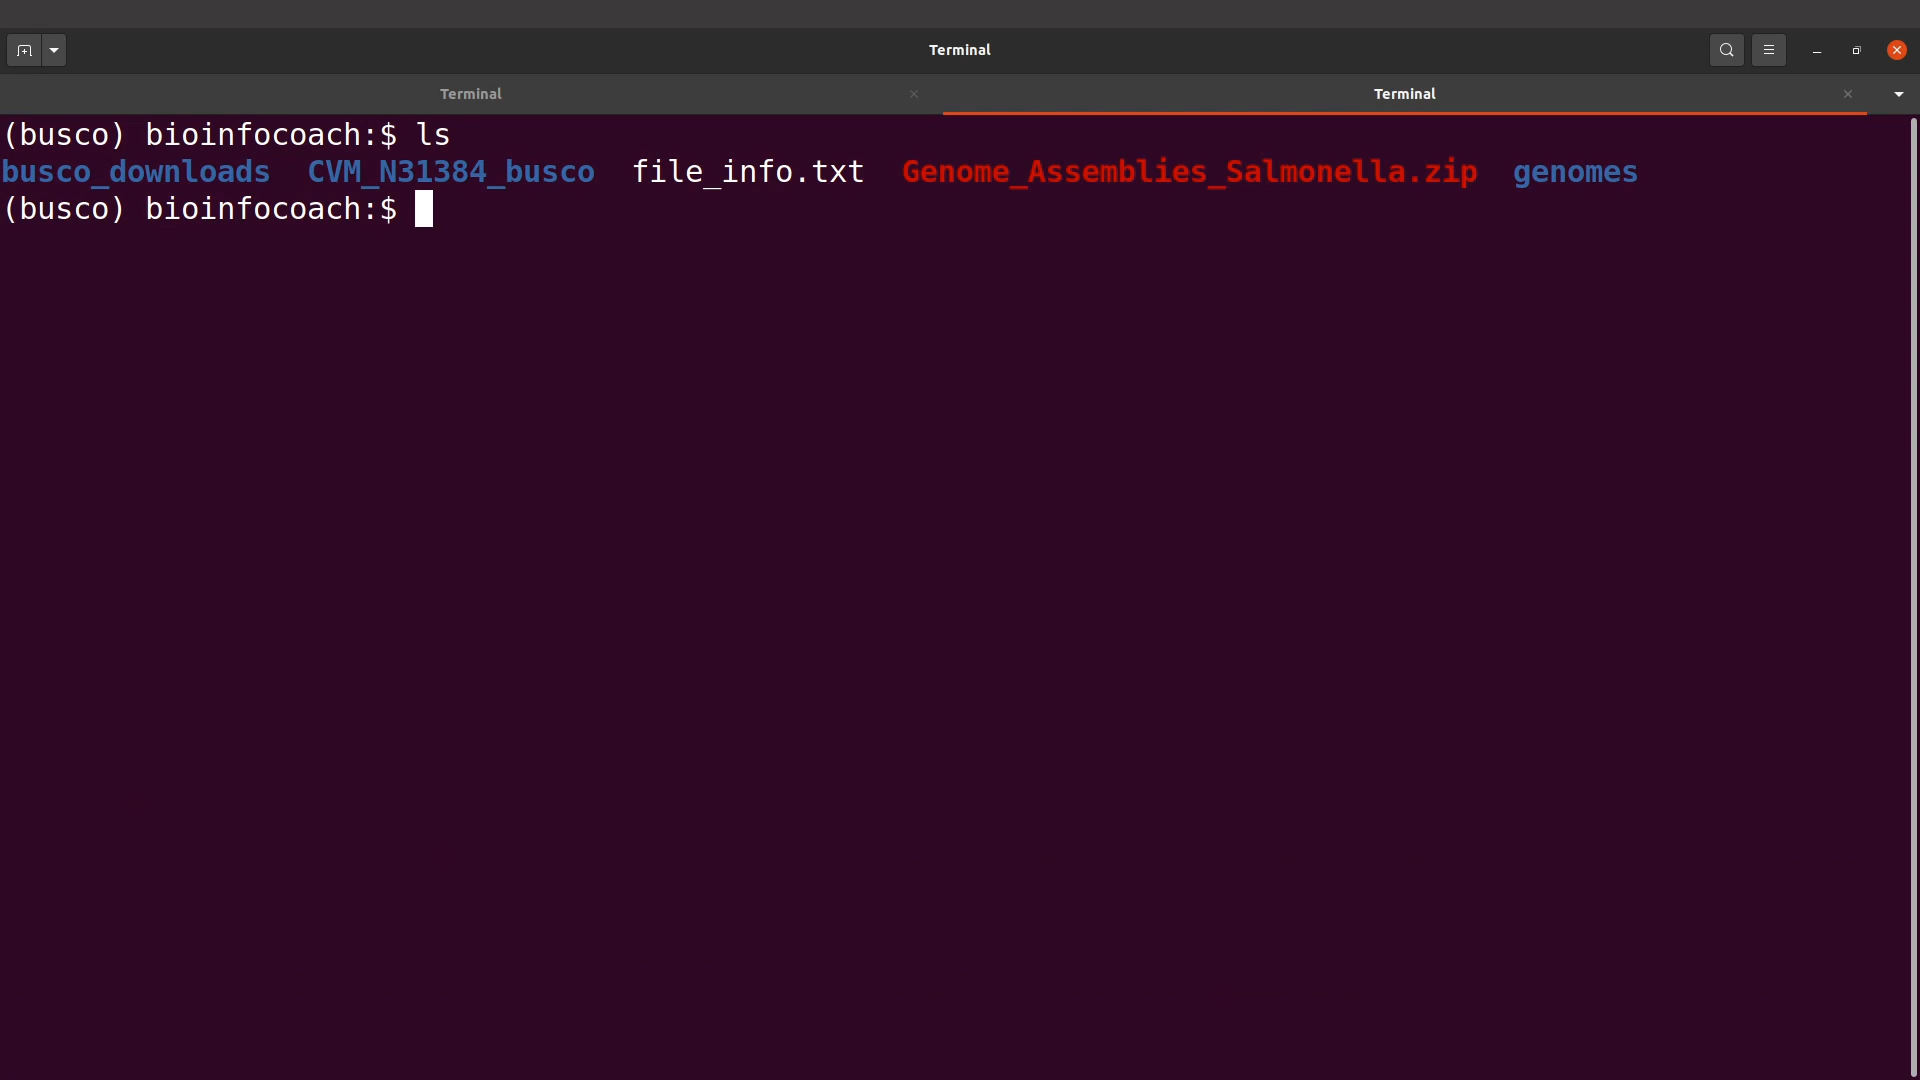 Terminal
Terminal Terminal
(busco) bioinfocoach:$ ls
busco_downloads  CVM_N31384_busco  file_info.txt  Genome_Assemblies_Salmonella.zip  genomes
(busco) bioinfocoach:$